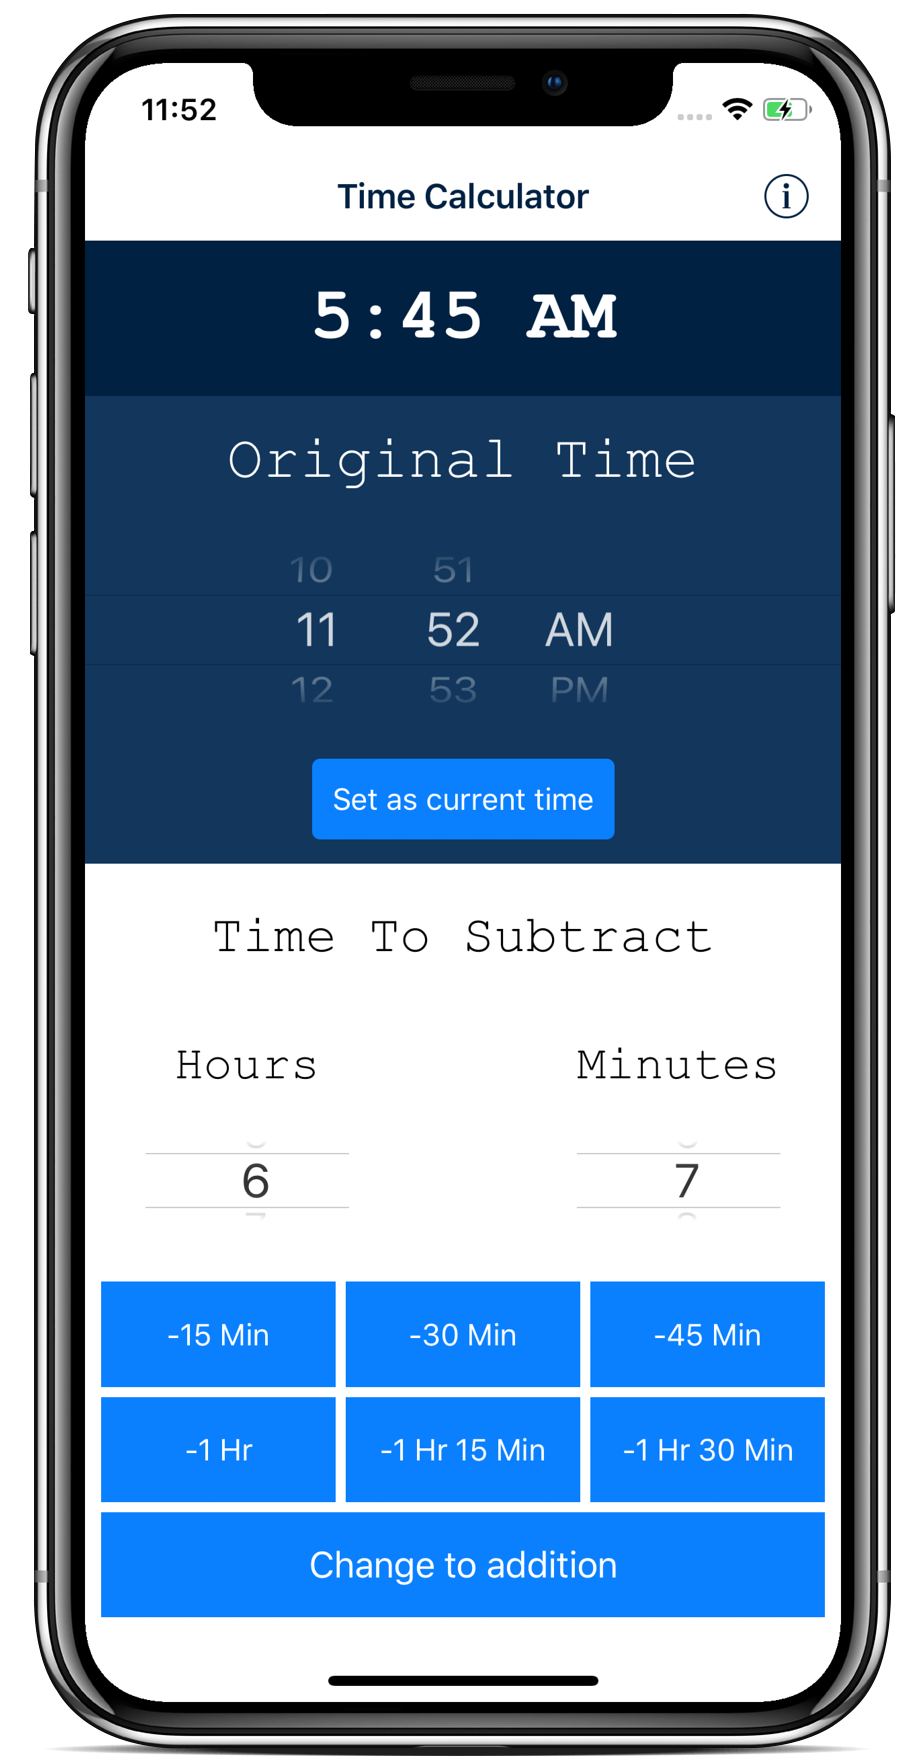 11:52
Time Calculator
i
5:45 AM
Original Time
10 51
11 52 AM
12 53 PM
Set as current time
Time To Subtract
Hours Minutes
6 7
-15 Min -30 Min -45 Min
-1 Hr -1 Hr 15 Min -1 Hr 30 Min
Change to addition